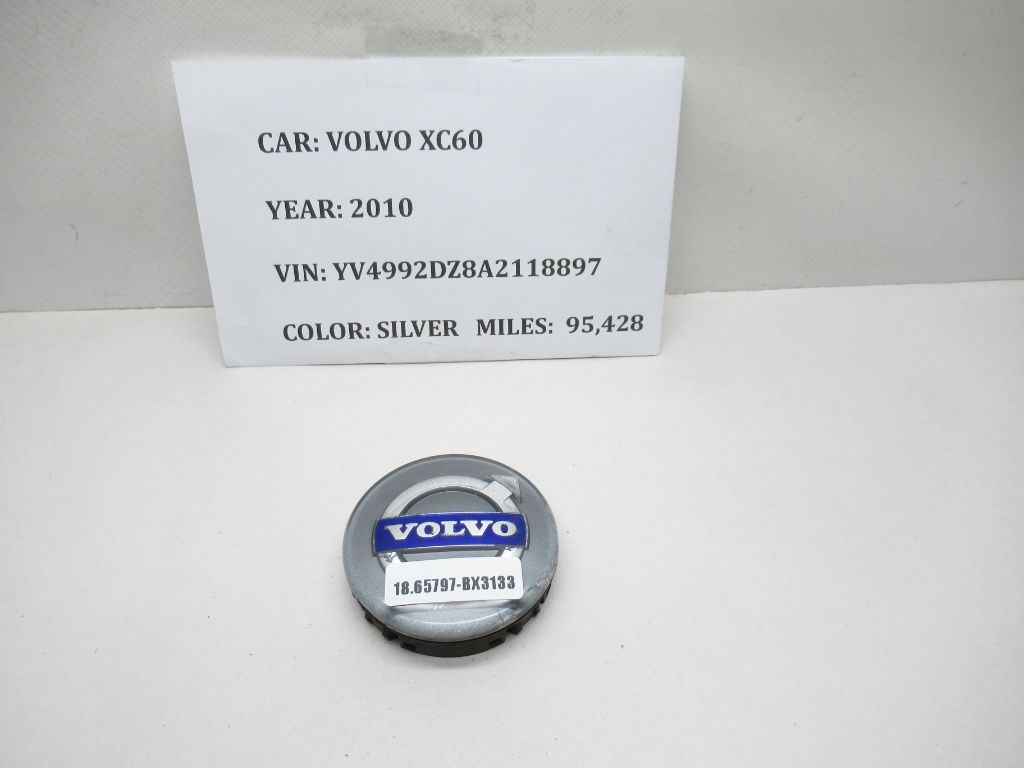 CAR: VOLVO XC60
YEAR: 2010
VIN: YV4992DZ8A2118897
COLOR: SILVER MILES: 95,428
VOLVO
18.65797-BX3133